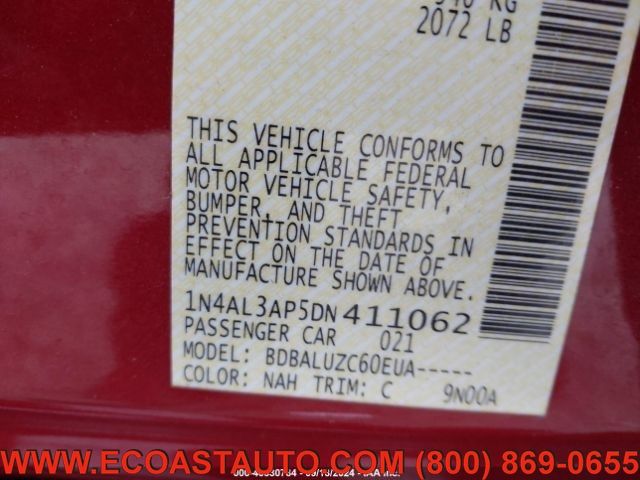 2072 LB
THIS VEHICLE CONFORMS TO
ALL APPLICABLE FEDERAL
MOTOR VEHICLE SAFETY,
BUMPER, AND THEFT
PREVENTION STANDARDS IN
EFFECT ON THE DATE OF
MANUFACTURE SHOWN ABOVE.
1N4AL3AP5DN411062
PASSENGER CAR 021
MODEL: BDBALUZC60EUA-----
COLOR: NAH TRIM: C 9N00A
WWW.ECOASTAUTO.COM (800) 869-0655